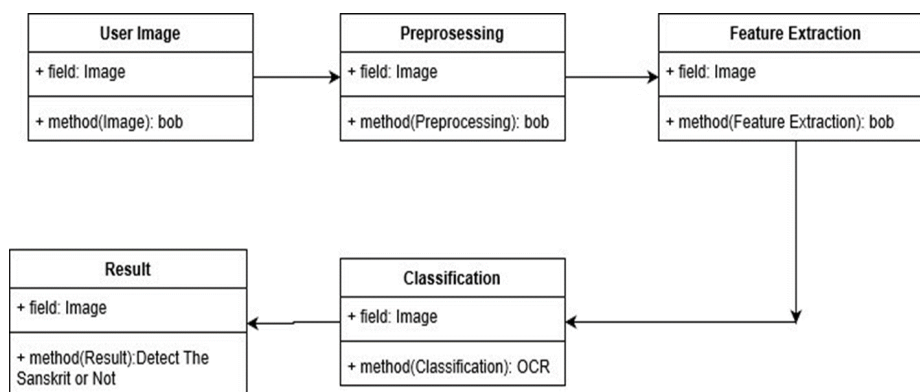 User Image
+ field: Image
+ method(Image): bob
Preprosessing
+ field: Image
+ method(Preprocessing): bob
Feature Extraction
+ field: Image
+ method(Feature Extraction): bob
Result
+ field: Image
+ method(Result):Detect The
Sanskrit or Not
Classification
+ field: Image
+ method(Classification): OCR